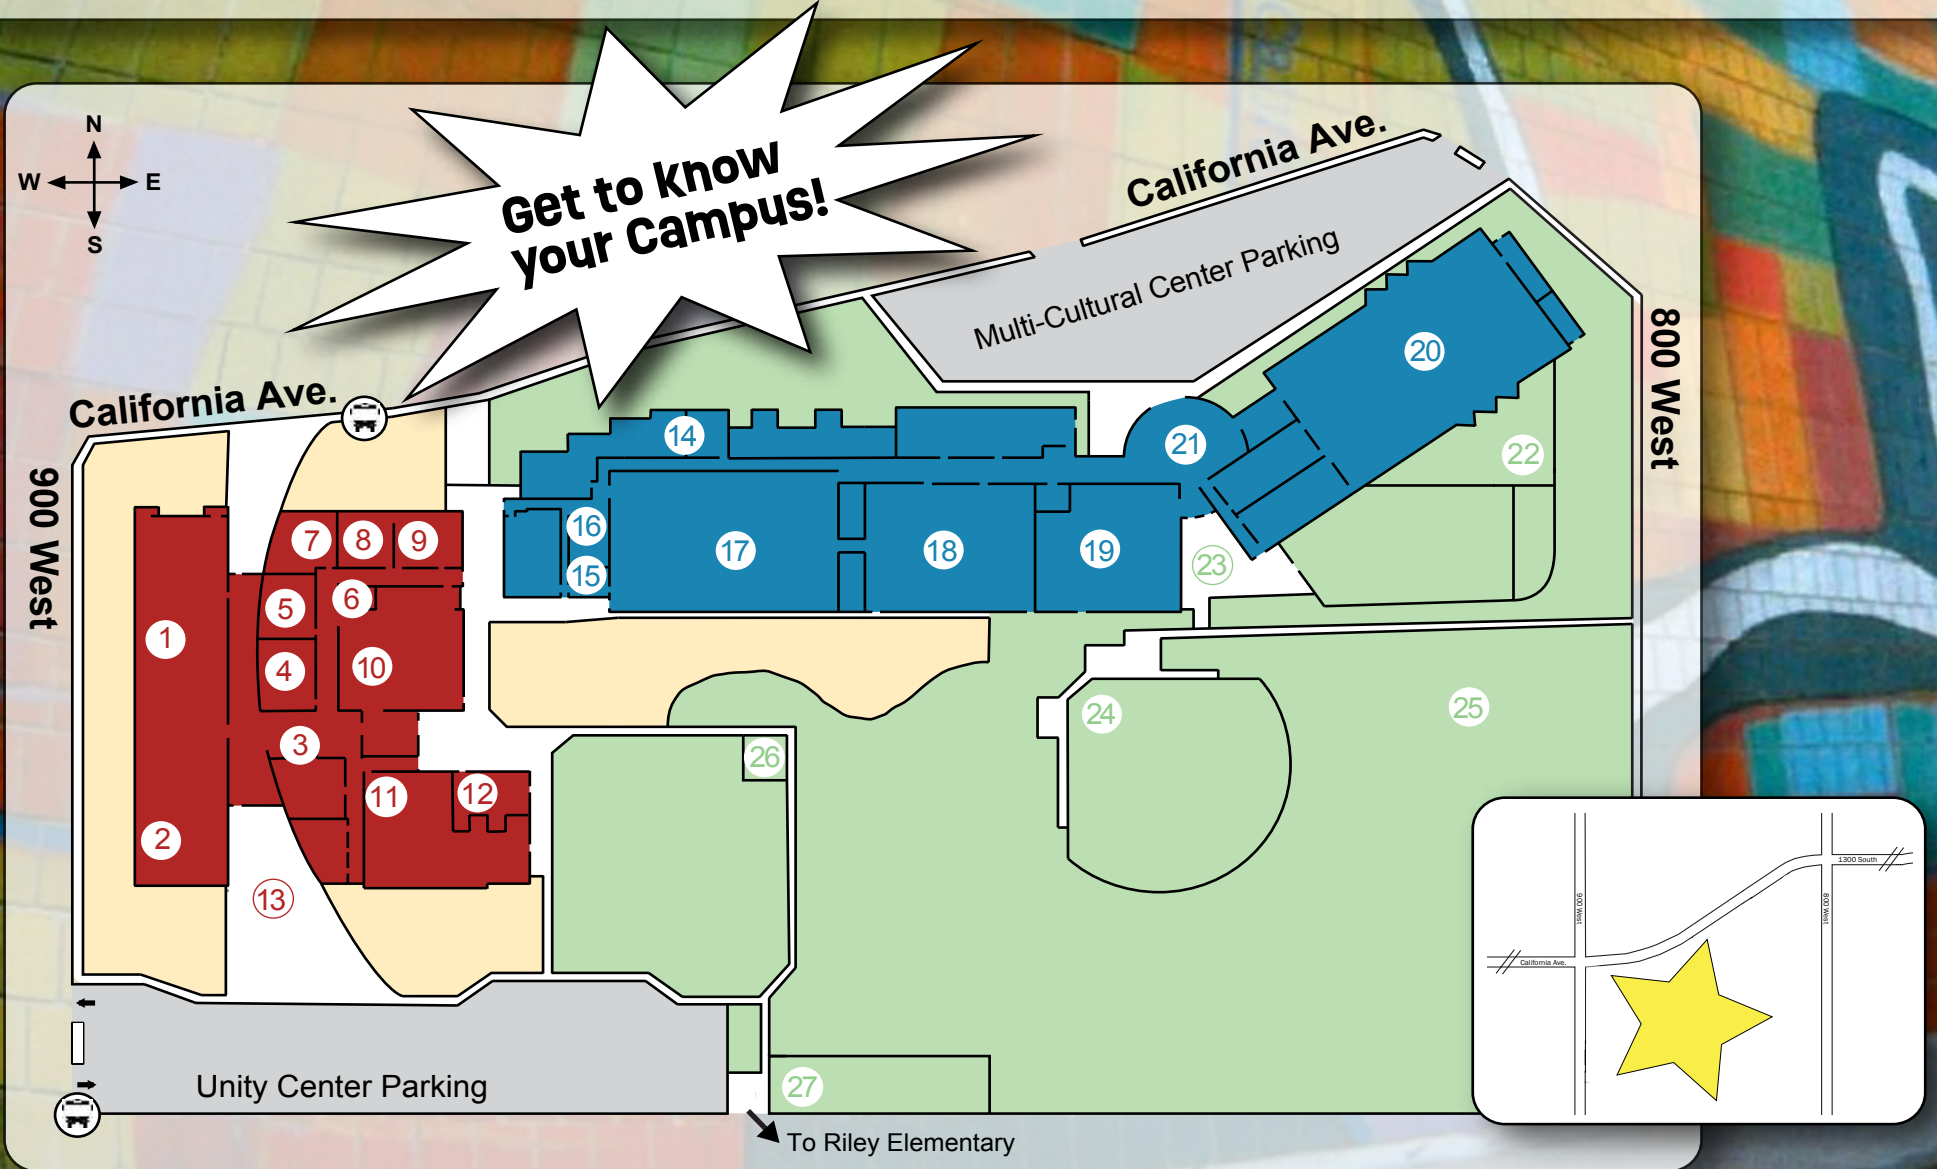 Get to know
your Campus!
N
W
E
S
California Ave.
Multi-Cultural Center Parking
California Ave.
800 West
900 West
20
21
22
14
16
15
17
18
19
23
7
8
9
6
5
4
10
1
3
11
12
2
13
24
25
26
27
Unity Center Parking
To Riley Elementary
1300 South
900 West
800 West
California Ave.